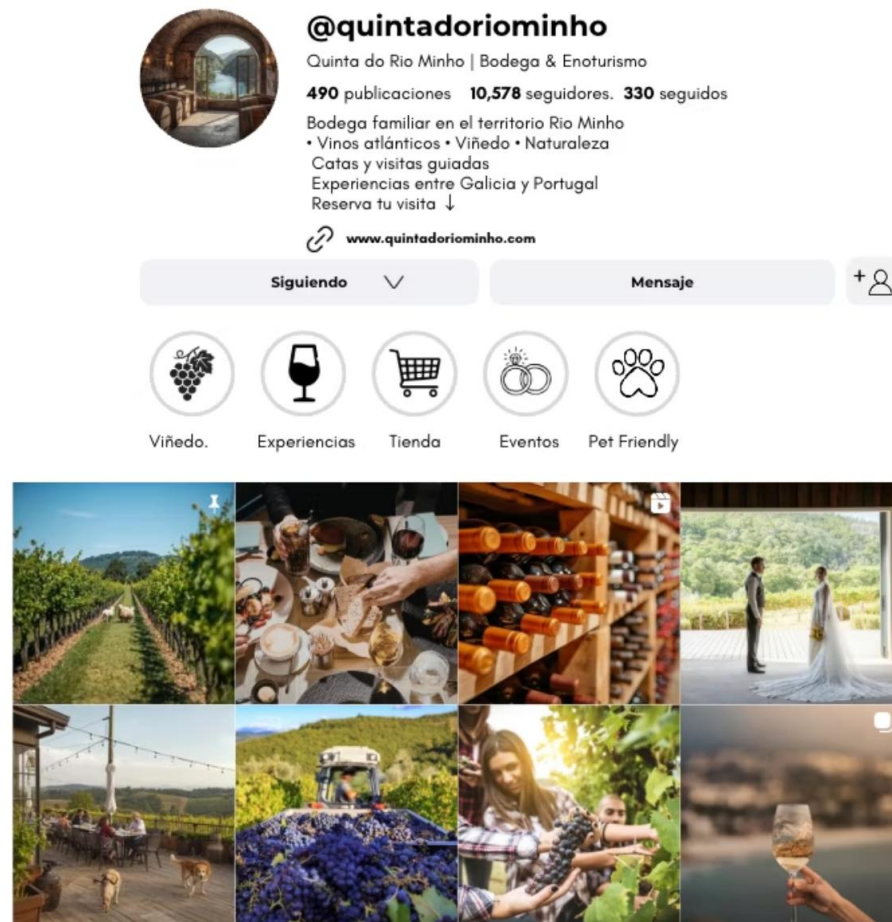 @quintadoriominho
Quinta do Rio Minho | Bodega & Enoturismo
490 publicaciones 10,578 seguidores. 330 seguidos
Bodega familiar en el territorio Rio Minho
• Vinos atlánticos • Viñedo • Naturaleza
Catas y visitas guiadas
Experiencias entre Galicia y Portugal
Reserva tu visita ↓
www.quintadoriominho.com
Siguiendo Mensaje
Viñedo. Experiencias Tienda Eventos Pet Friendly